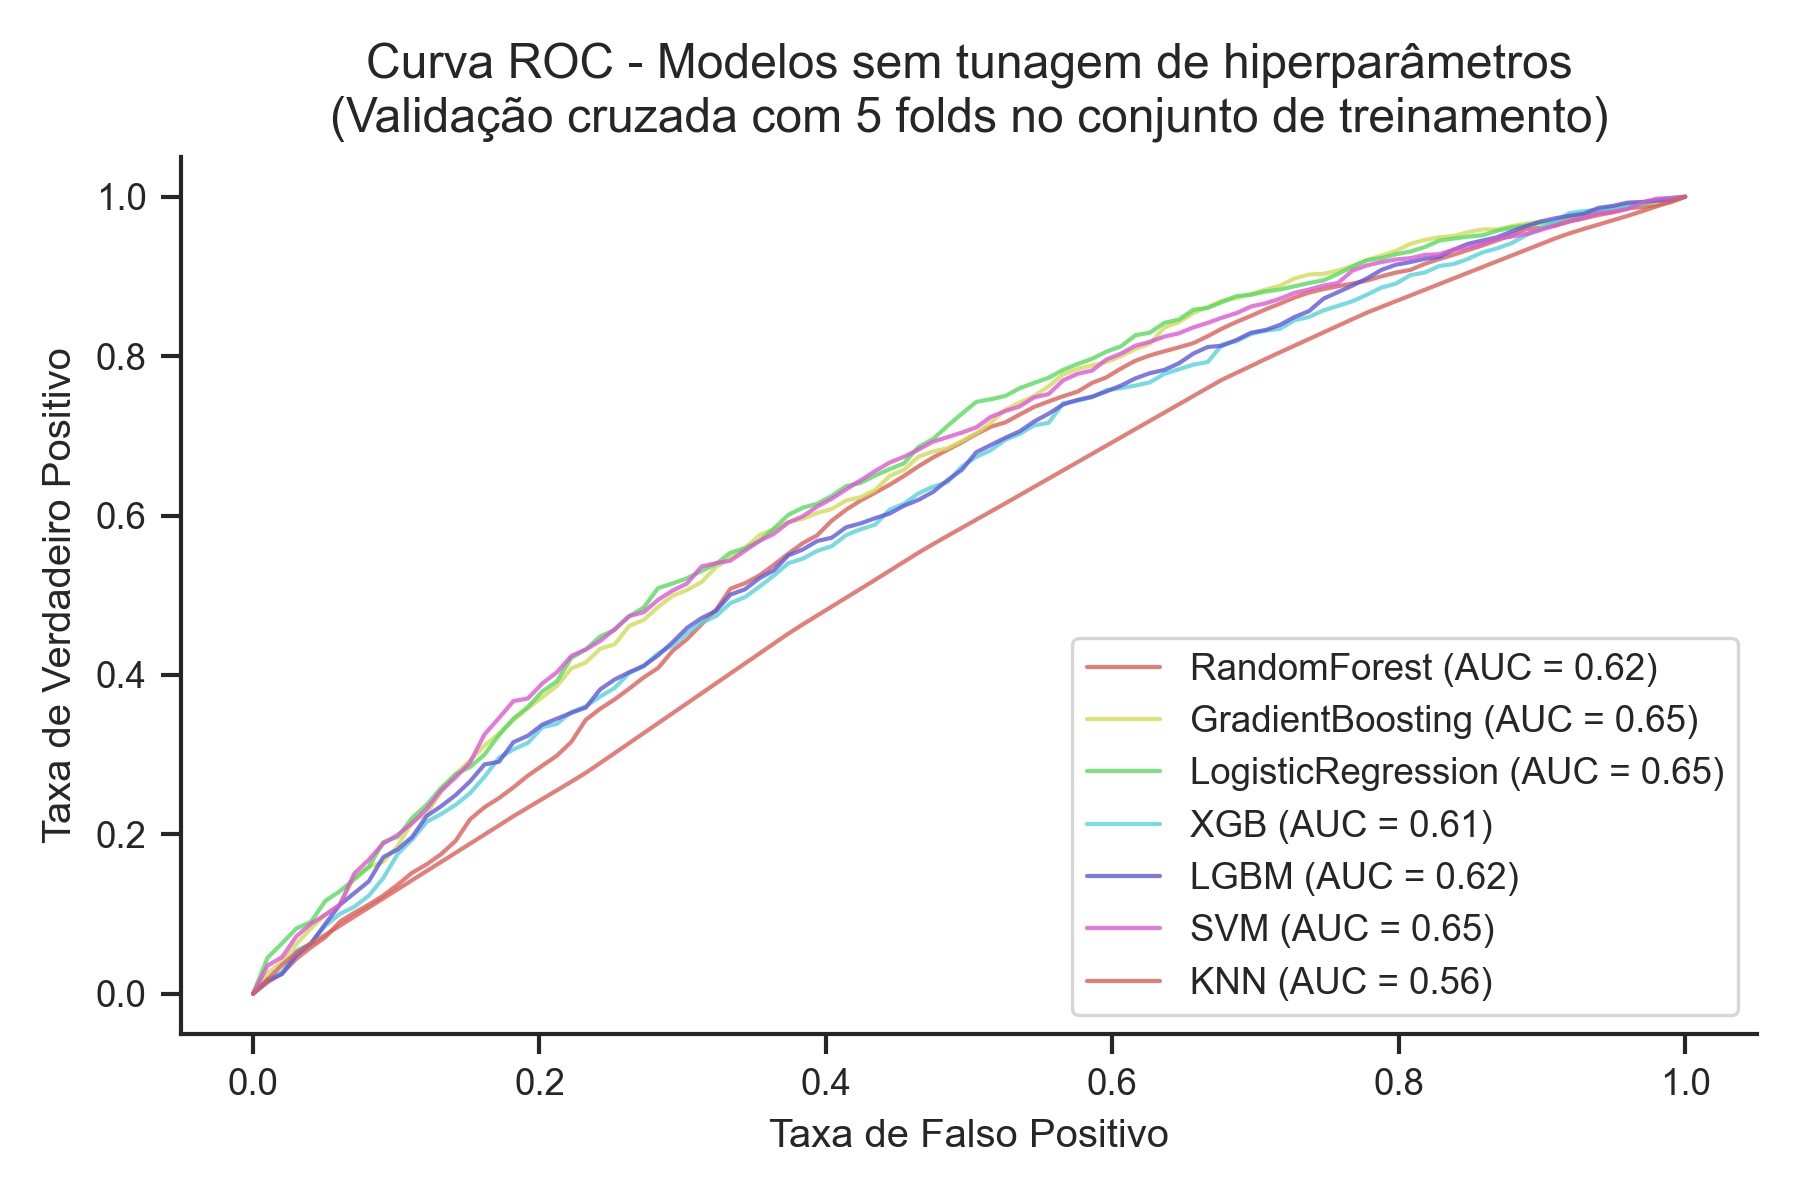 Curva ROC - Modelos sem tunagem de hiperparâmetros
(Validação cruzada com 5 folds no conjunto de treinamento)
Taxa de Verdadeiro Positivo
1.0
0.8
0.6
0.4
0.2
0.0
RandomForest (AUC = 0.62)
GradientBoosting (AUC = 0.65)
LogisticRegression (AUC = 0.65)
XGB (AUC = 0.61)
LGBM (AUC = 0.62)
SVM (AUC = 0.65)
KNN (AUC = 0.56)
0.0 0.2 0.4 0.6 0.8 1.0
Taxa de Falso Positivo